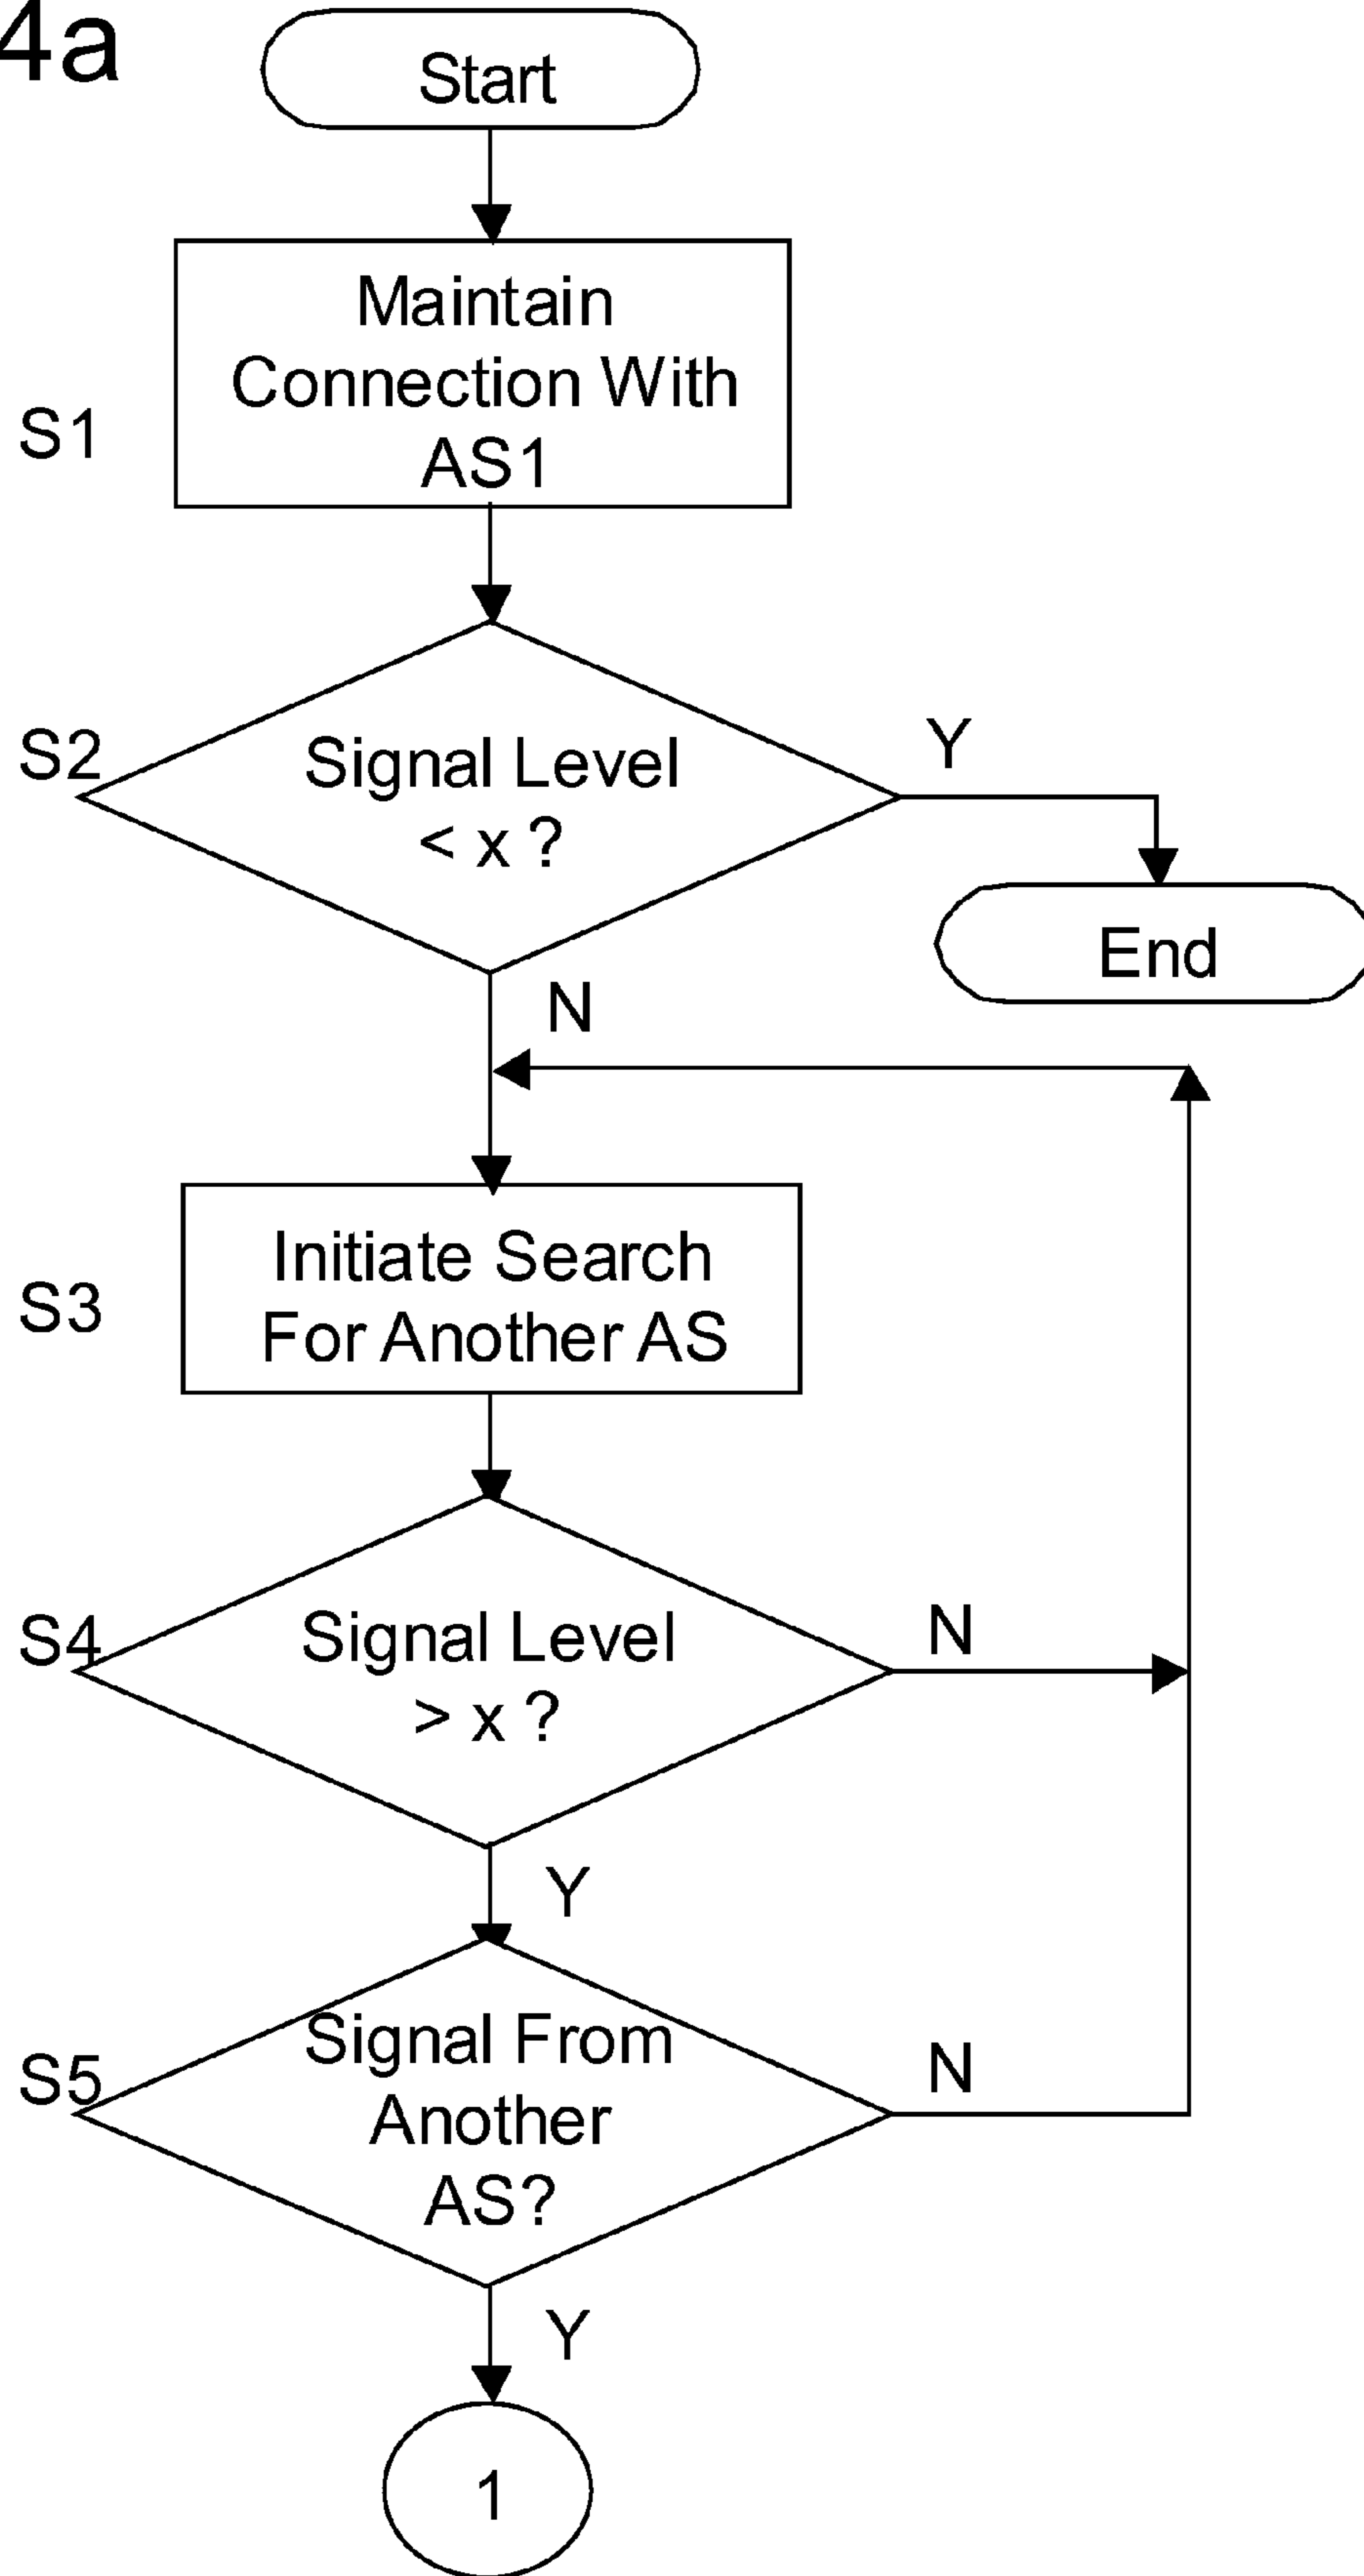 4a
Start
Maintain
Connection With
AS1
S1
S2
Signal Level
< x ?
Y
End
N
Initiate Search
For Another AS
S3
S4
Signal Level
> x ?
N
Y
S5
Signal From
Another
AS?
N
Y
1